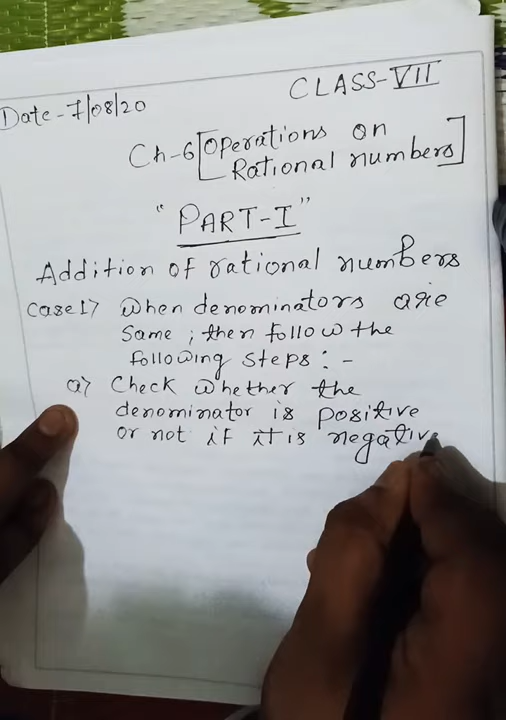 CLASS-VII
Date-7/08/20
Ch-6[Operations on
Rational numbers]
"PART-I"
Addition of rational numbers
Case 1> When denominators are
same ; then follow the
following steps : -
a> Check whether the
denominator is positive
or not if it is negative